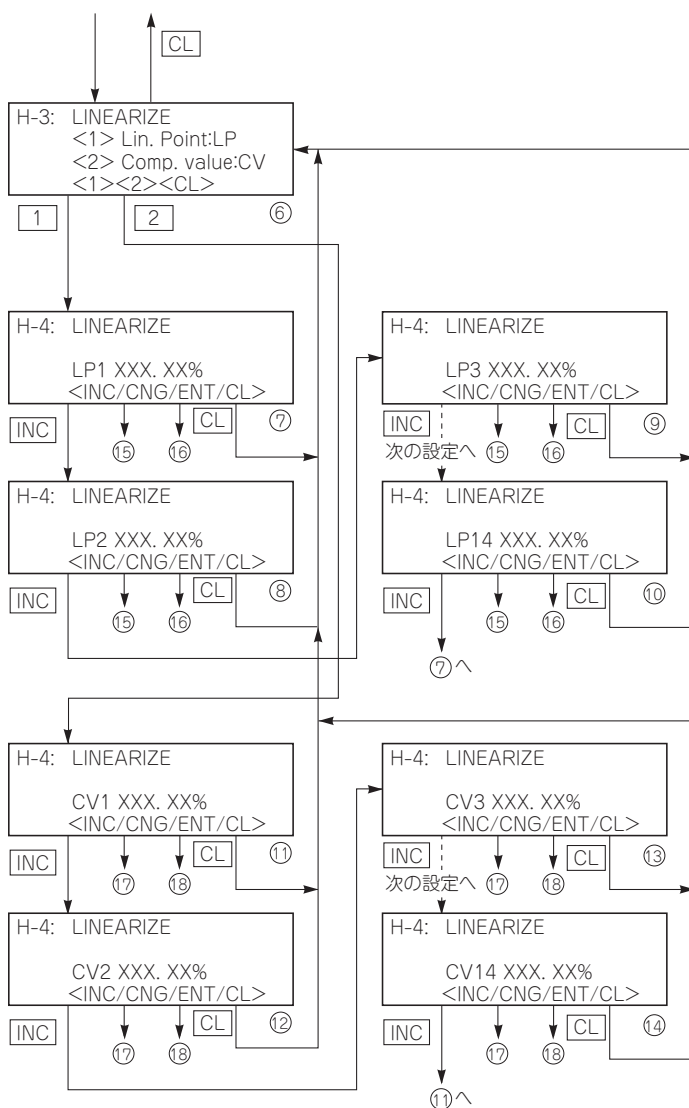 CL
H-3: LINEARIZE
<1> Lin. Point:LP
<2> Comp. value:CV
<1><2><CL>
⑥
1
2
H-4: LINEARIZE
LP1 XXX. XX%
<INC/CNG/ENT/CL>
⑦
INC
⑮
⑯
CL
H-4: LINEARIZE
LP2 XXX. XX%
<INC/CNG/ENT/CL>
⑧
INC
⑮
⑯
CL
H-4: LINEARIZE
LP3 XXX. XX%
<INC/CNG/ENT/CL>
⑨
INC
次の設定へ
⑮
⑯
CL
H-4: LINEARIZE
LP14 XXX. XX%
<INC/CNG/ENT/CL>
⑩
INC
⑮
⑯
CL
⑦へ
H-4: LINEARIZE
CV1 XXX. XX%
<INC/CNG/ENT/CL>
⑪
INC
⑰
⑱
CL
H-4: LINEARIZE
CV2 XXX. XX%
<INC/CNG/ENT/CL>
⑫
INC
⑰
⑱
CL
H-4: LINEARIZE
CV3 XXX. XX%
<INC/CNG/ENT/CL>
⑬
INC
次の設定へ
⑰
⑱
CL
H-4: LINEARIZE
CV14 XXX. XX%
<INC/CNG/ENT/CL>
⑭
INC
⑰
⑱
CL
⑪へ